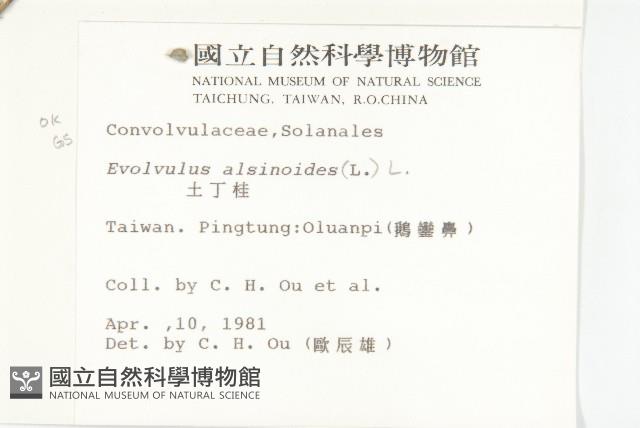 國立自然科學博物館
NATIONAL MUSEUM OF NATURAL SCIENCE
TAICHUNG, TAIWAN, R.O.CHINA
OK
GS
Convolvulaceae,Solanales
Evolvulus alsinoides(L.) L.
土丁桂
Taiwan. Pingtung:Oluanpi(鵝鑾鼻)
Coll. by C. H. Ou et al.
Apr. ,10, 1981
Det. by C. H. Ou (歐辰雄)
國立自然科學博物館
NATIONAL MUSEUM OF NATURAL SCIENCE